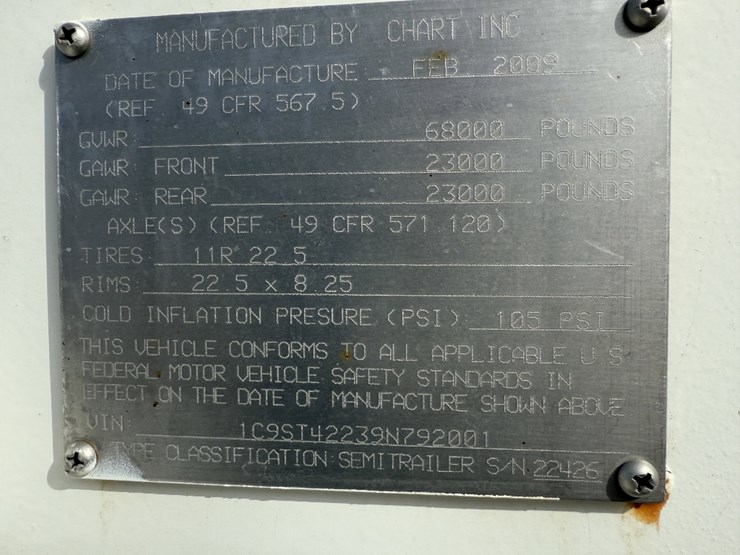 MANUFACTURED BY CHART INC
DATE OF MANUFACTURE: FEB 2009
(REF 49 CFR 567.5)
GVWR: 68000 POUNDS
GAWR: FRONT 23000 POUNDS
GAWR: REAR 23000 POUNDS
AXLE(S) (REF. 49 CFR 571.120)
TIRES: 11R 22.5
RIMS: 22.5 x 8.25
COLD INFLATION PRESURE (PSI): 105 PSI
THIS VEHICLE CONFORMS TO ALL APPLICABLE U S
FEDERAL MOTOR VEHICLE SAFETY STANDARDS IN
EFFECT ON THE DATE OF MANUFACTURE SHOWN ABOVE
VIN: 1C9ST42239N792001
TYPE CLASSIFICATION: SEMITRAILER S/N 22426